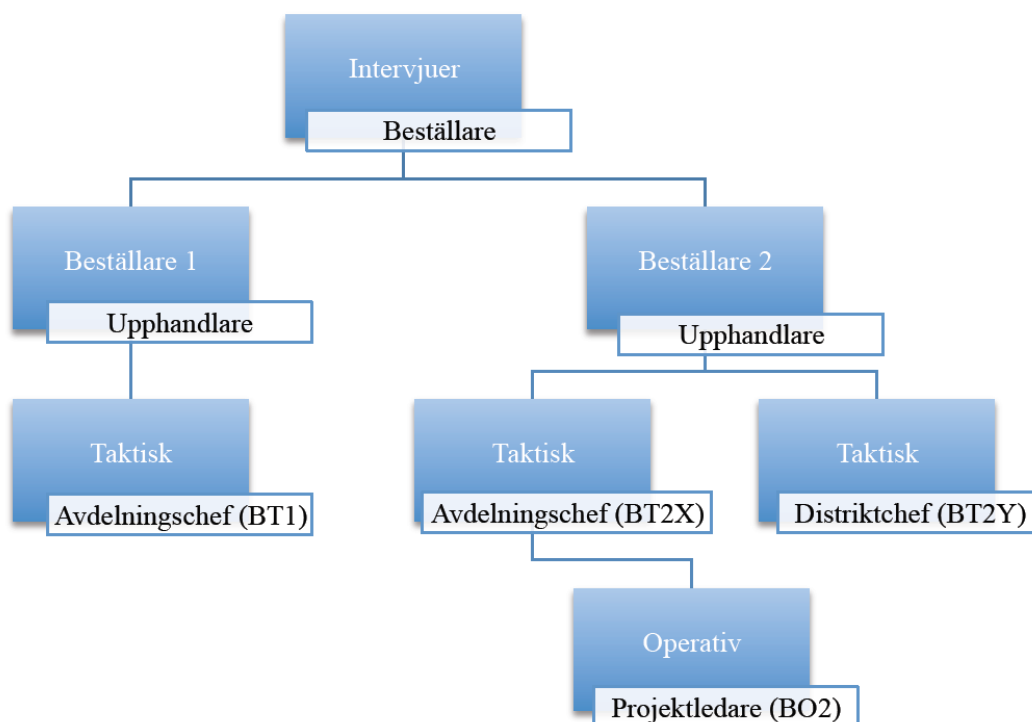 Intervjuer
Beställare
Beställare 1
Upphandlare
Beställare 2
Upphandlare
Taktisk
Avdelningschef (BT1)
Taktisk
Avdelningschef (BT2X)
Taktisk
Distriktchef (BT2Y)
Operativ
Projektledare (BO2)